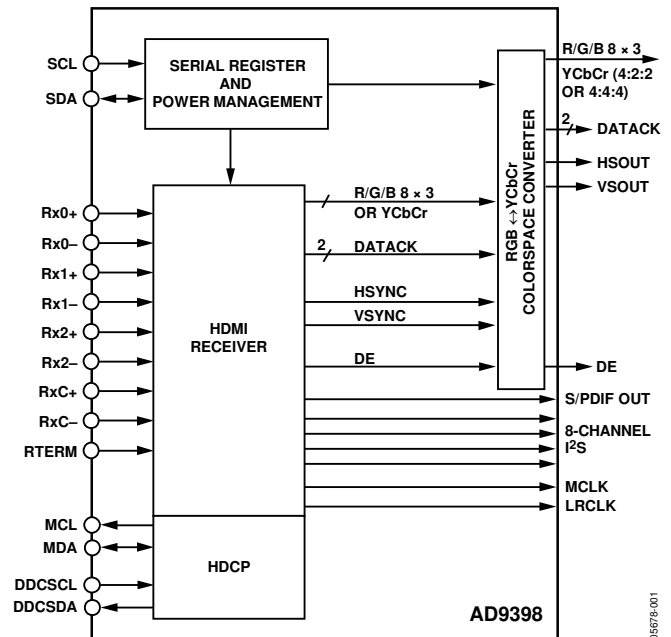 SCL
SDA
SERIAL REGISTER
AND
POWER MANAGEMENT
R/G/B 8 × 3
YCbCr (4:2:2
OR 4:4:4)
2
DATACK
HSOUT
VSOUT
RGB ↔ YCbCr
COLORSPACE CONVERTER
Rx0+
Rx0–
Rx1+
Rx1–
Rx2+
Rx2–
RxC+
RxC–
RTERM
HDMI
RECEIVER
R/G/B 8 × 3
OR YCbCr
2
DATACK
HSYNC
VSYNC
DE
DE
S/PDIF OUT
8-CHANNEL
I²S
MCLK
LRCLK
MCL
MDA
DDCSCL
DDCSDA
HDCP
AD9398
05678-001